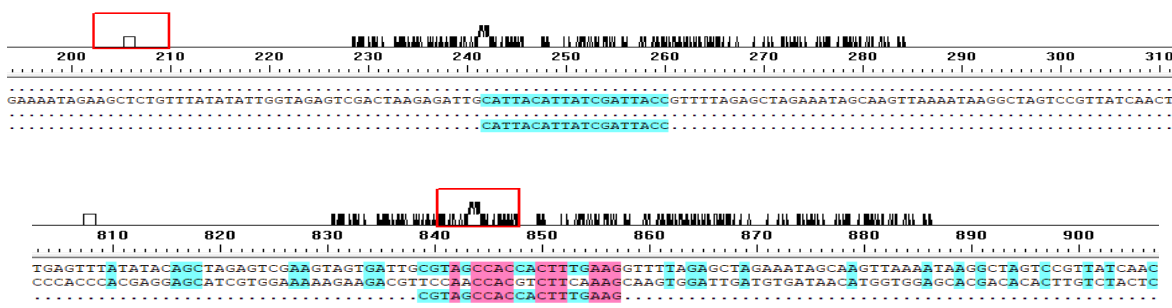 200 210 220 230 240 250 260 270 280 290 300 310
GAAAATAGAAGCTCTGTTTATATATTGGTAGAGTCGACTAAGAGATTGCATTACATTATCGATTACCGTTTTAGAGCTAGAAATAGCAAGTTAAAATAAGGCTAGTCCGTTATCAACT
CATTACATTATCGATTACC
810 820 830 840 850 860 870 880 890 900
TGAGTTTATATACAGCTAGAGTCGAAGTAGTGATTGCGTAGCCACCACTTTGAAGGTTTTAGAGCTAGAAATAGCAAGTTAAAATAAGGCTAGTCCGTTATCAAC
CCCACCCACGAGGAGCATCGTGGAAAAAGAAGACGTTCCAACCACGTCTTCAAAGCAAGTGGATTGATGTGATAACATGGTGGAGCACGACACACTTGTCTACTC
CGTAGCCACCACTTTGAAG